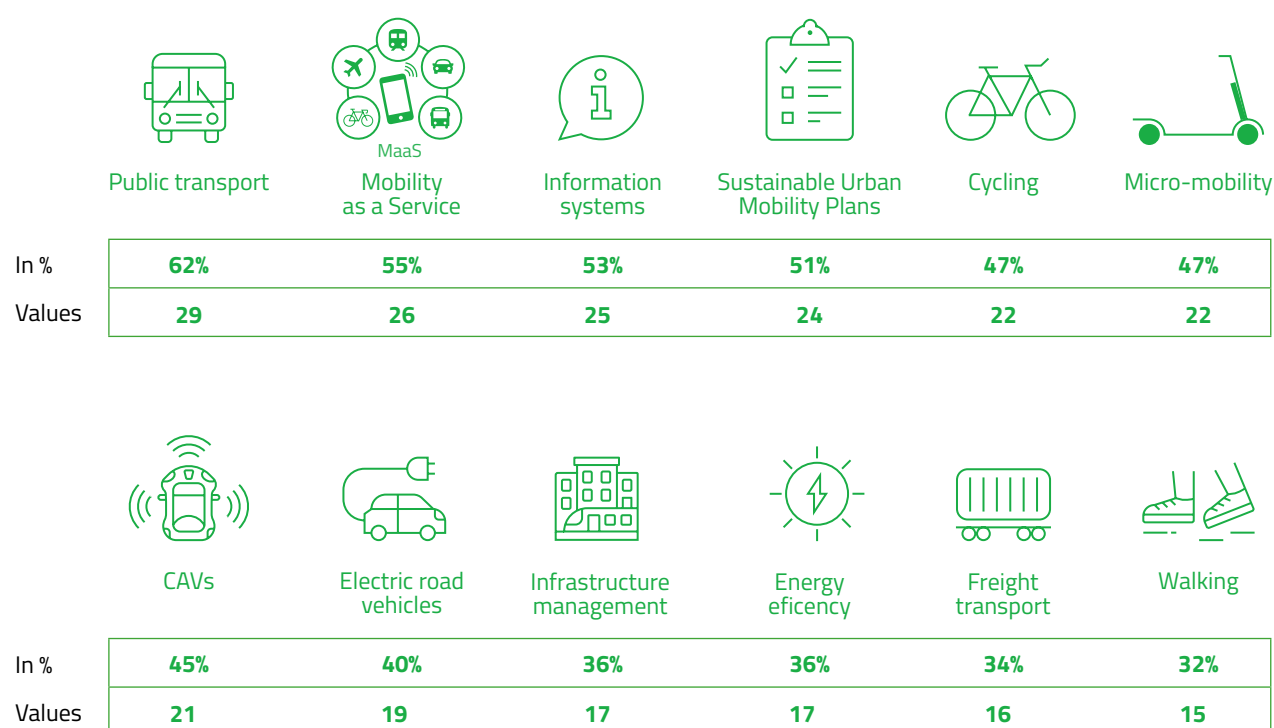 MaaS
Public transport
Mobility
as a Service
Information
systems
Sustainable Urban
Mobility Plans
Cycling
Micro-mobility
In % 62% 55% 53% 51% 47% 47%
Values 29 26 25 24 22 22
CAVs
Electric road
vehicles
Infrastructure
management
Energy
eficency
Freight
transport
Walking
In % 45% 40% 36% 36% 34% 32%
Values 21 19 17 17 16 15